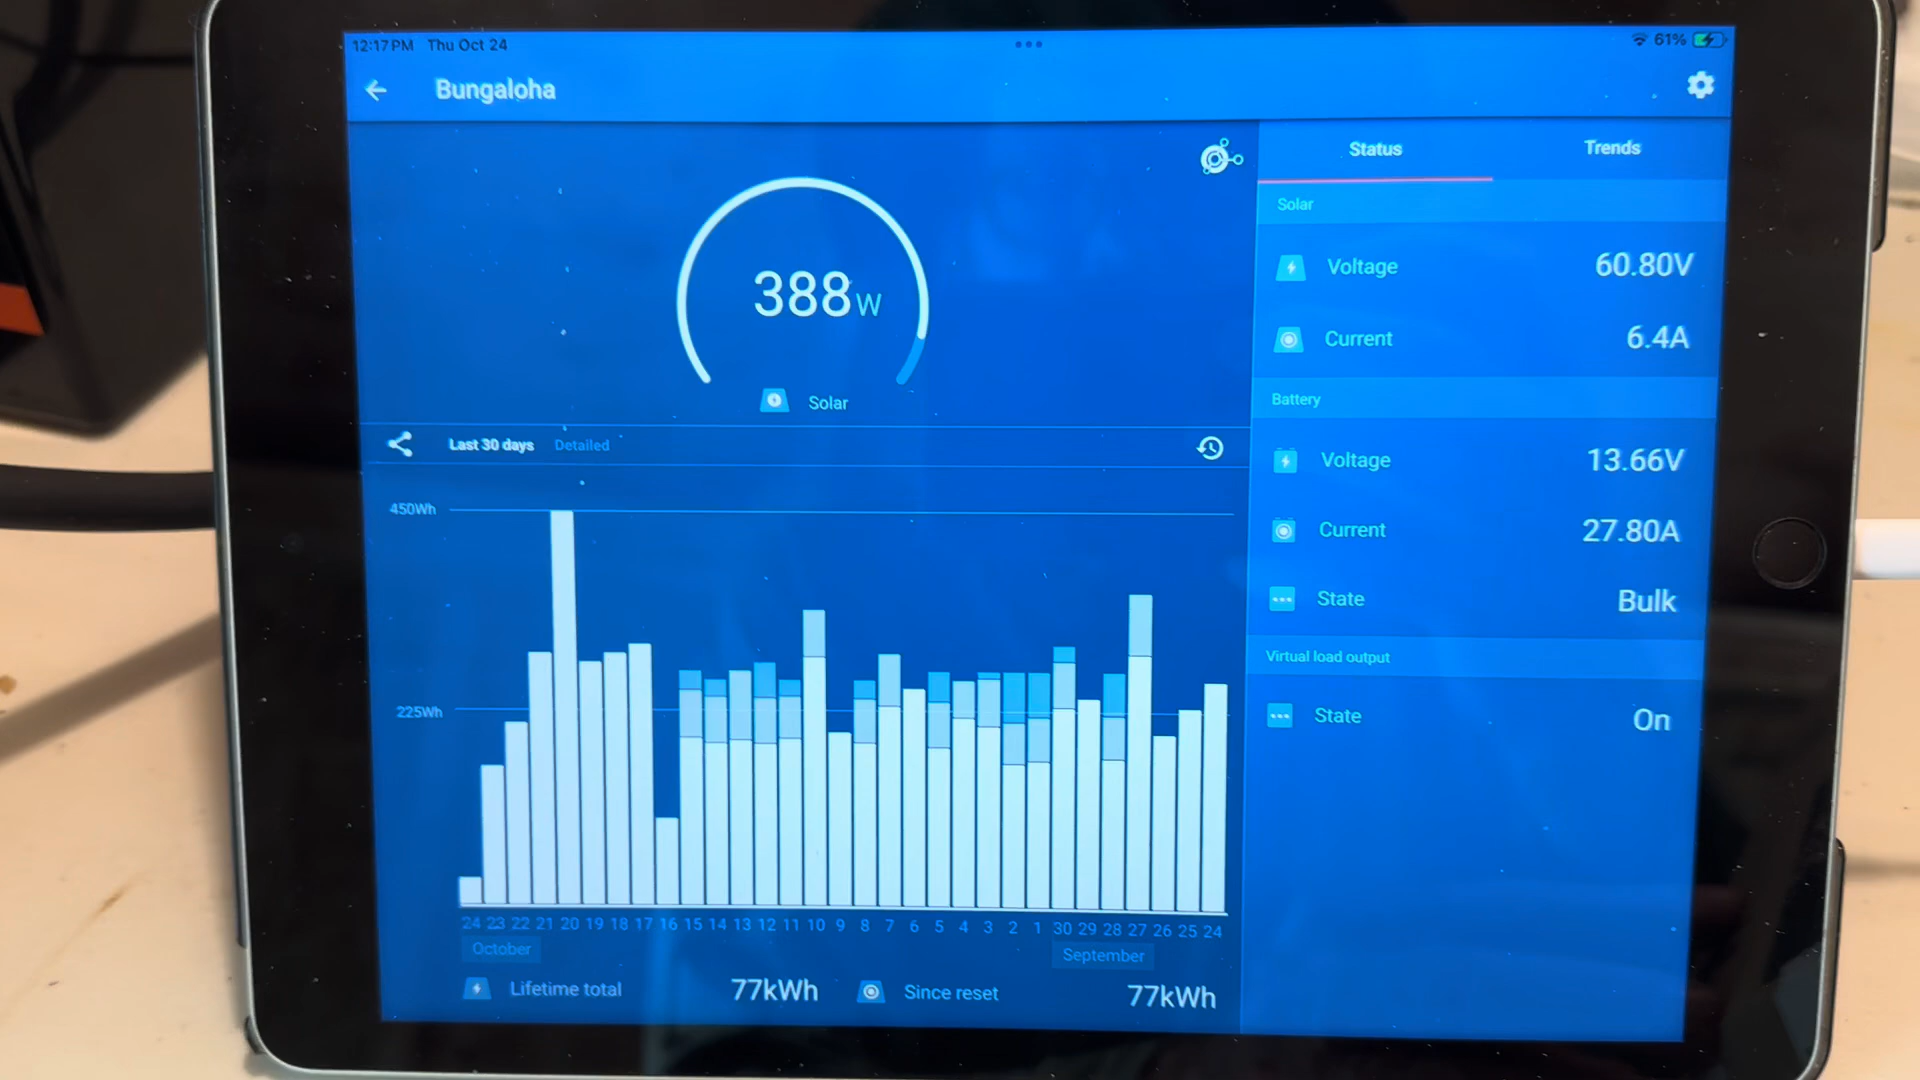 12:17 PM Thu Oct 24
61%
Bungaloha
388W
Solar
Last 30 days Detailed
450Wh
225Wh
24 23 22 21 20 19 18 17 16 15 14 13 12 11 10 9 8 7 6 5 4 3 2 1 30 29 28 27 26 25 24
October September
Lifetime total 77kWh Since reset 77kWh
Status Trends
Solar
Voltage 60.80V
Current 6.4A
Battery
Voltage 13.66V
Current 27.80A
State Bulk
Virtual load output
State On